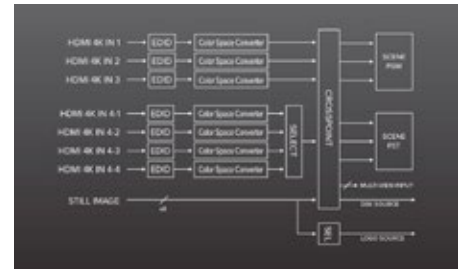 HDMI 4K IN 1 EDID Color Space Converter
HDMI 4K IN 2 EDID Color Space Converter
HDMI 4K IN 3 EDID Color Space Converter
SCENE
PGM
HDMI 4K IN 4-1 EDID Color Space Converter
HDMI 4K IN 4-2 EDID Color Space Converter
HDMI 4K IN 4-3 EDID Color Space Converter
HDMI 4K IN 4-4 EDID Color Space Converter
SELECT
CROSSPOINT
SCENE
PST
MULTI VIEW INPUT
STILL IMAGE
SOURCE
SEL
LOGO SOURCE